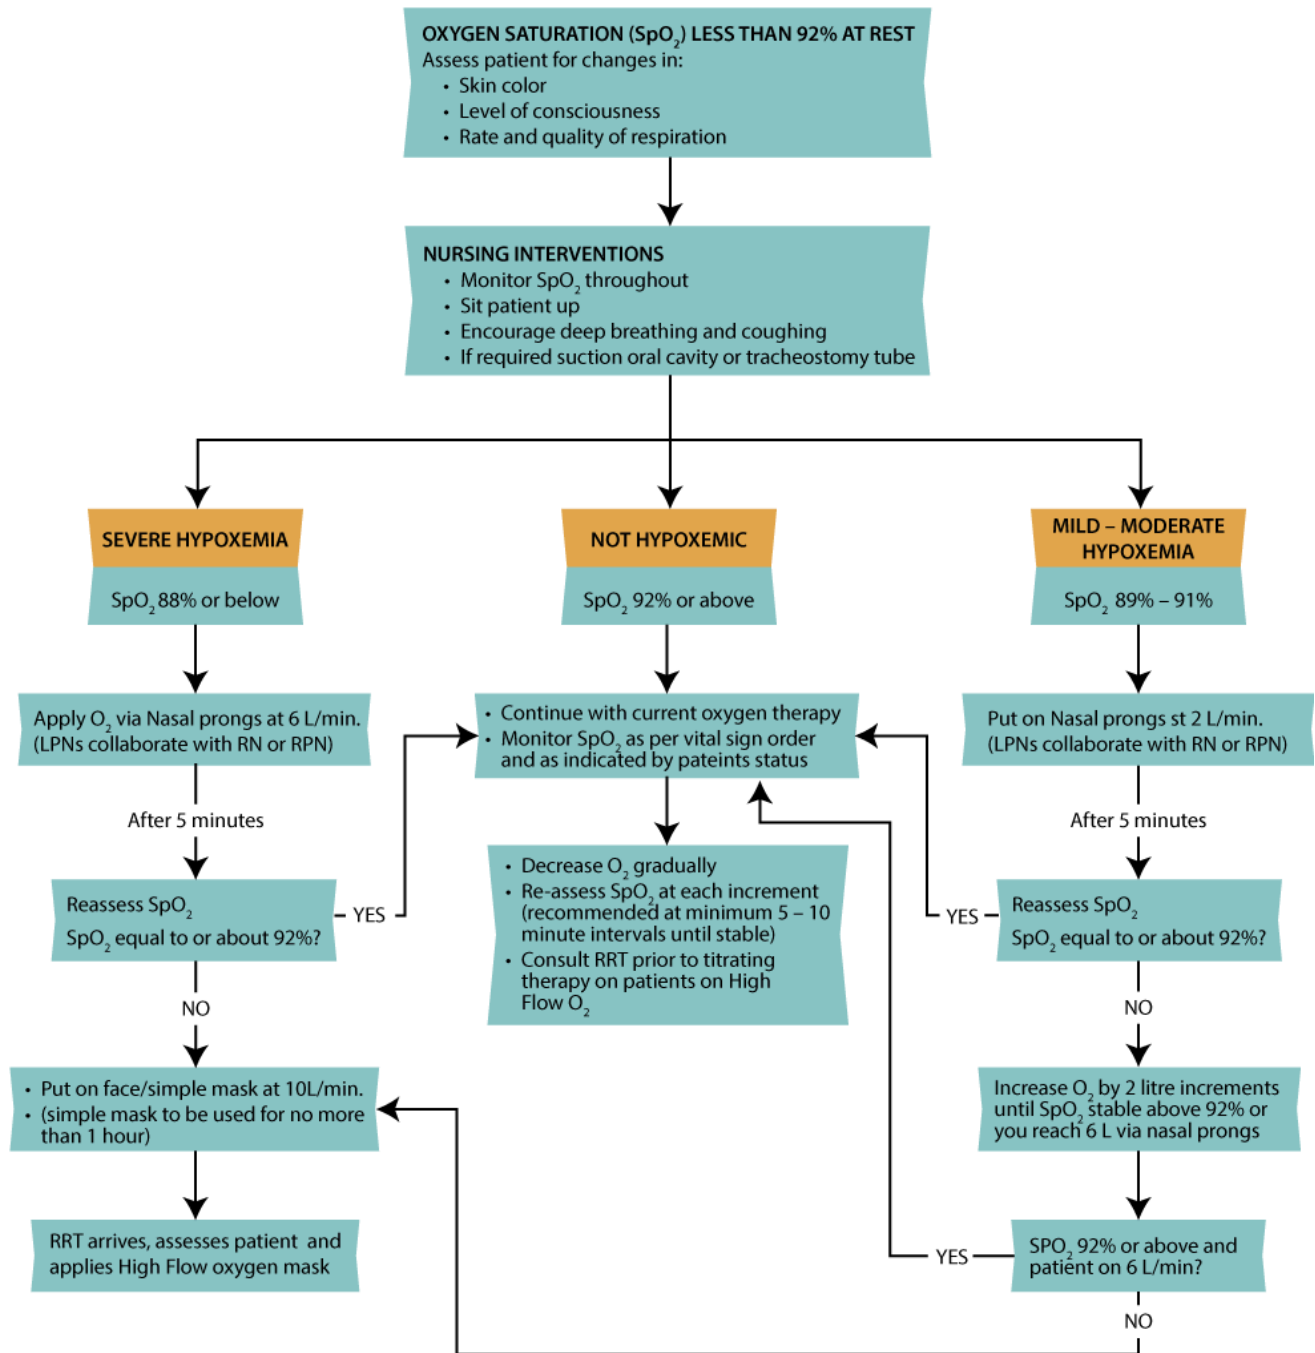 OXYGEN SATURATION (SpO₂) LESS THAN 92% AT REST
Assess patient for changes in:
• Skin color
• Level of consciousness
• Rate and quality of respiration
NURSING INTERVENTIONS
• Monitor SpO₂ throughout
• Sit patient up
• Encourage deep breathing and coughing
• If required suction oral cavity or tracheostomy tube
SEVERE HYPOXEMIA
SpO₂ 88% or below
Apply O₂ via Nasal prongs at 6 L/min.
(LPNs collaborate with RN or RPN)
After 5 minutes
Reassess SpO₂
SpO₂ equal to or about 92%?
YES
NO
• Put on face/simple mask at 10L/min.
• (simple mask to be used for no more
than 1 hour)
RRT arrives, assesses patient and
applies High Flow oxygen mask
NOT HYPOXEMIC
SpO₂ 92% or above
• Continue with current oxygen therapy
• Monitor SpO₂ as per vital sign order
and as indicated by pateints status
• Decrease O₂ gradually
• Re-assess SpO₂ at each increment
(recommended at minimum 5 – 10
minute intervals until stable)
• Consult RRT prior to titrating
therapy on patients on High
Flow O₂
MILD – MODERATE
HYPOXEMIA
SpO₂ 89% – 91%
Put on Nasal prongs st 2 L/min.
(LPNs collaborate with RN or RPN)
After 5 minutes
Reassess SpO₂
SpO₂ equal to or about 92%?
YES
NO
Increase O₂ by 2 litre increments
until SpO₂ stable above 92% or
you reach 6 L via nasal prongs
SPO₂ 92% or above and
patient on 6 L/min?
YES
NO